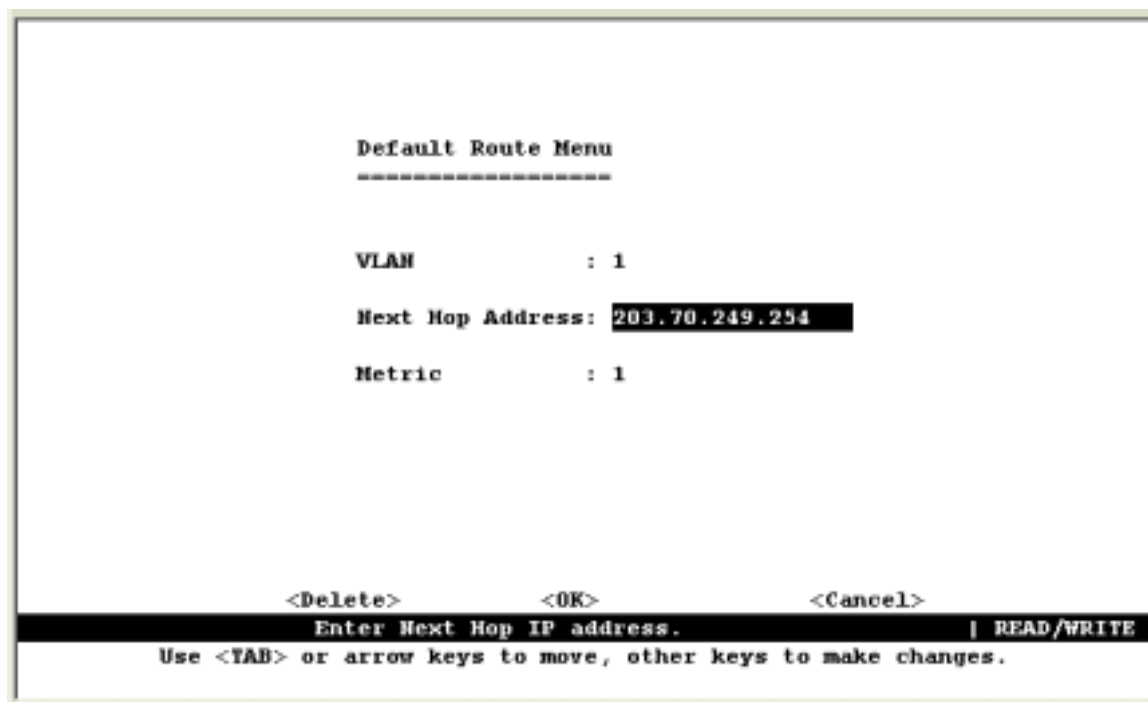 Default Route Menu
==================
VLAN : 1
Next Hop Address: 203.70.249.254
Metric : 1
<Delete> <OK> <Cancel>
Enter Next Hop IP address. | READ/WRITE
Use <TAB> or arrow keys to move, other keys to make changes.